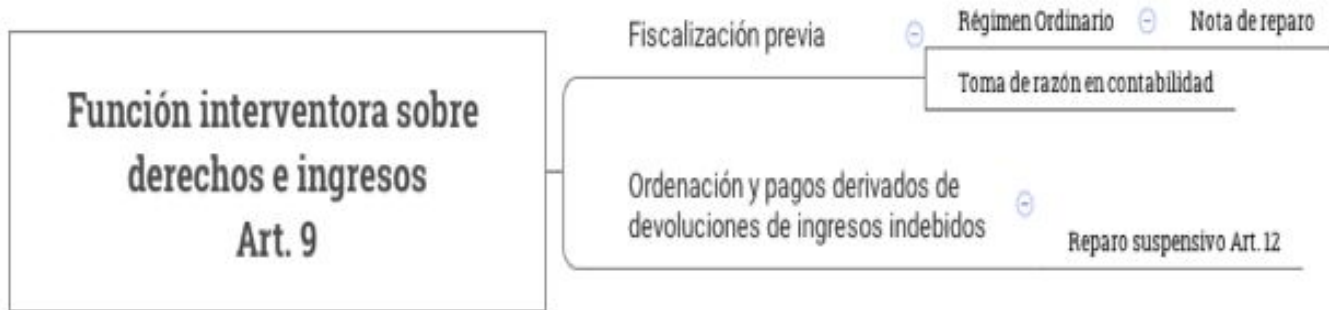 Función interventora sobre
derechos e ingresos
Art. 9
Fiscalización previa
Régimen Ordinario
Nota de reparo
Toma de razón en contabilidad
Ordenación y pagos derivados de
devoluciones de ingresos indebidos
Reparo suspensivo Art. 12